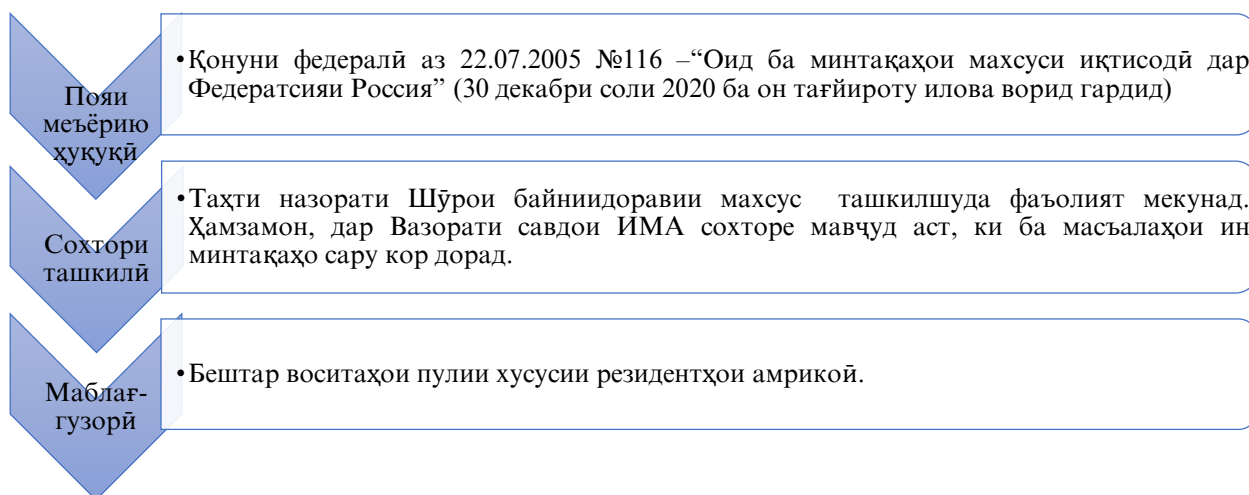 Пояи
меъёрию
ҳуқуқӣ
•Қонуни федералӣ аз 22.07.2005 №116 –“Оид ба минтақаҳои махсуси иқтисодӣ дар
Федератсияи Россия” (30 декабри соли 2020 ба он тағйироту илова ворид гардид)
Сохтори
ташкилӣ
•Таҳти назорати Шӯрои байниидоравии махсус ташкилшуда фаъолият мекунад.
Ҳамзамон, дар Вазорати савдои ИМА сохторе мавҷуд аст, ки ба масъалаҳои ин
минтақаҳо сару кор дорад.
Маблағ-
гузорӣ
•Бештар воситаҳои пулии хусусии резидентҳои амрикоӣ.